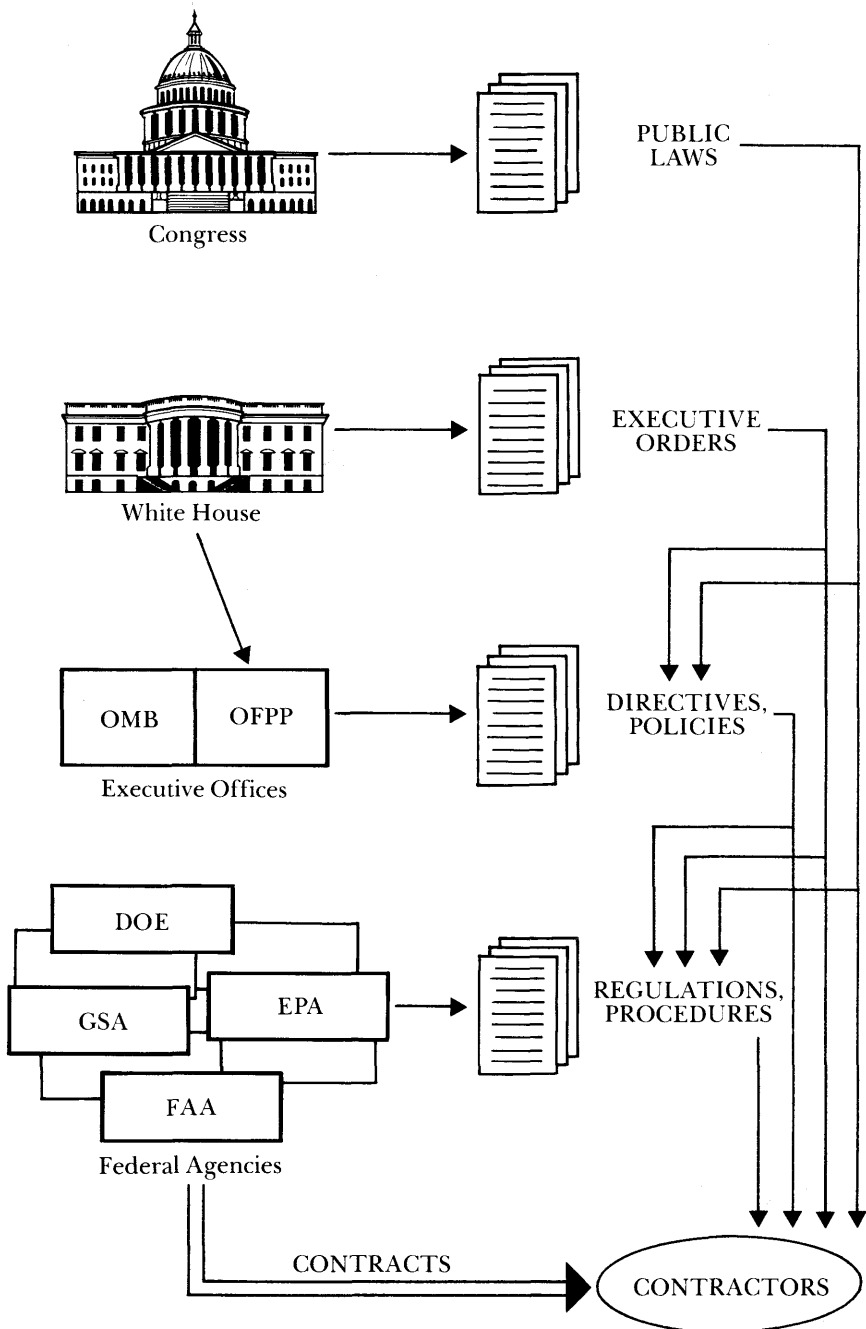 PUBLIC
LAWS
Congress
EXECUTIVE
ORDERS
White House
OMB
OFPP
DIRECTIVES,
POLICIES
Executive Offices
DOE
GSA
EPA
REGULATIONS,
PROCEDURES
FAA
Federal Agencies
CONTRACTS
CONTRACTORS